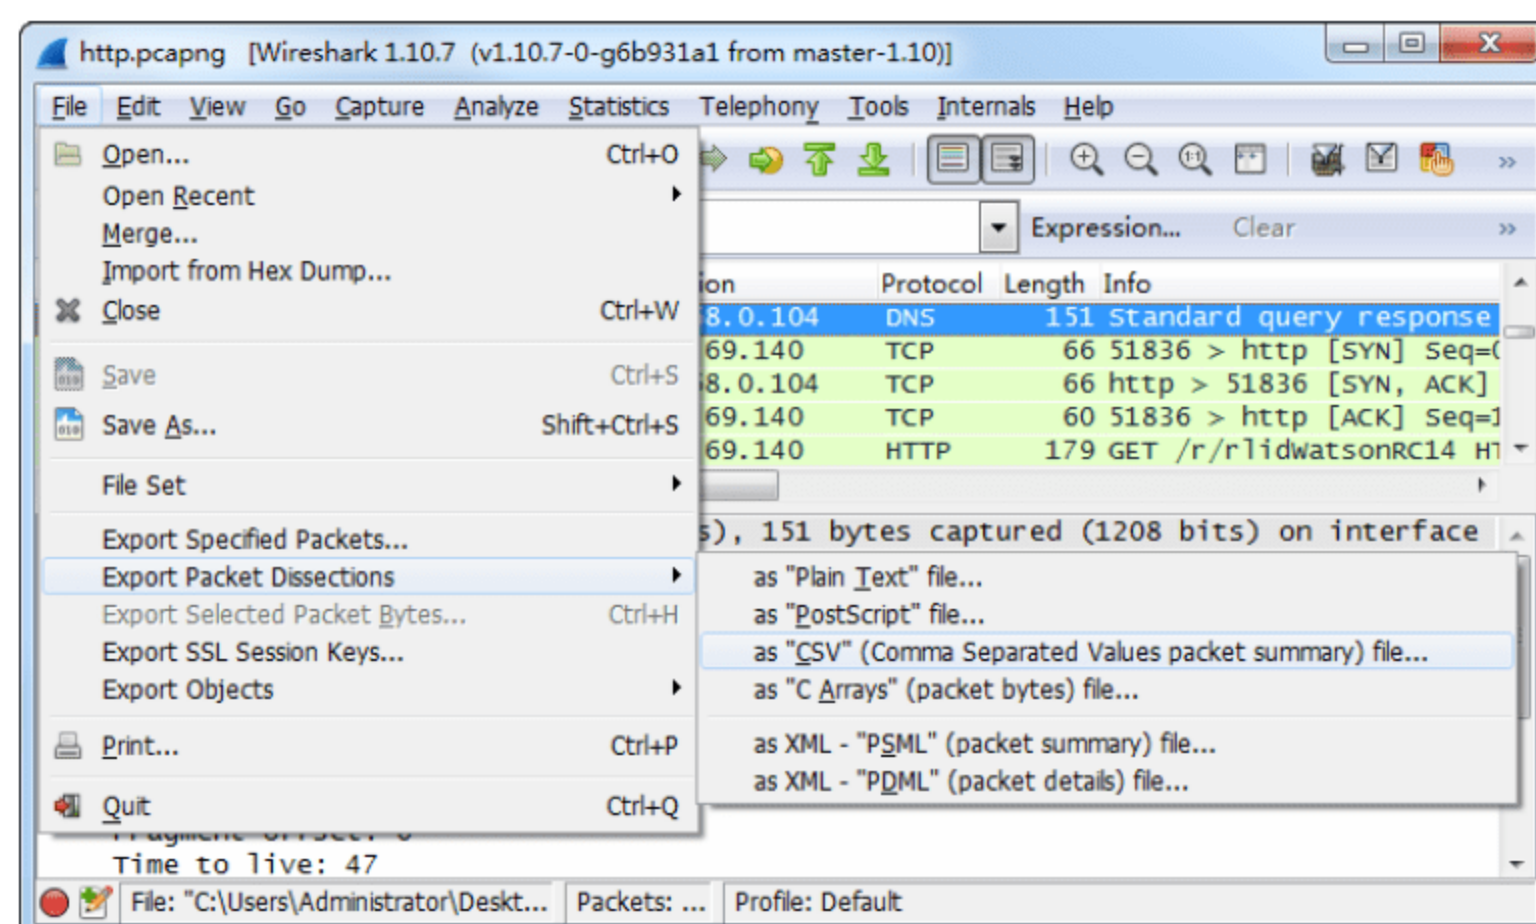 http.pcapng [Wireshark 1.10.7 (v1.10.7-0-g6b931a1 from master-1.10)]
File Edit View Go Capture Analyze Statistics Telephony Tools Internals Help
Open... Ctrl+O
Open Recent
Merge...
Import from Hex Dump...
Close Ctrl+W
Save Ctrl+S
Save As... Shift+Ctrl+S
File Set
Export Specified Packets...
Export Packet Dissections
Export Selected Packet Bytes... Ctrl+H
Export SSL Session Keys...
Export Objects
Print... Ctrl+P
Quit Ctrl+Q
Expression... Clear
ion Protocol Length Info
8.0.104 DNS 151 Standard query response
69.140 TCP 66 51836 > http [SYN] Seq=0
8.0.104 TCP 66 http > 51836 [SYN, ACK]
69.140 TCP 60 51836 > http [ACK] Seq=1
69.140 HTTP 179 GET /r/rlidWatsonRC14 HT
s), 151 bytes captured (1208 bits) on interface
as "Plain Text" file...
as "PostScript" file...
as "CSV" (Comma Separated Values packet summary) file...
as "C Arrays" (packet bytes) file...
as XML - "PSML" (packet summary) file...
as XML - "PDML" (packet details) file...
Time to live: 47
File: "C:\Users\Administrator\Deskt... Packets: ... Profile: Default